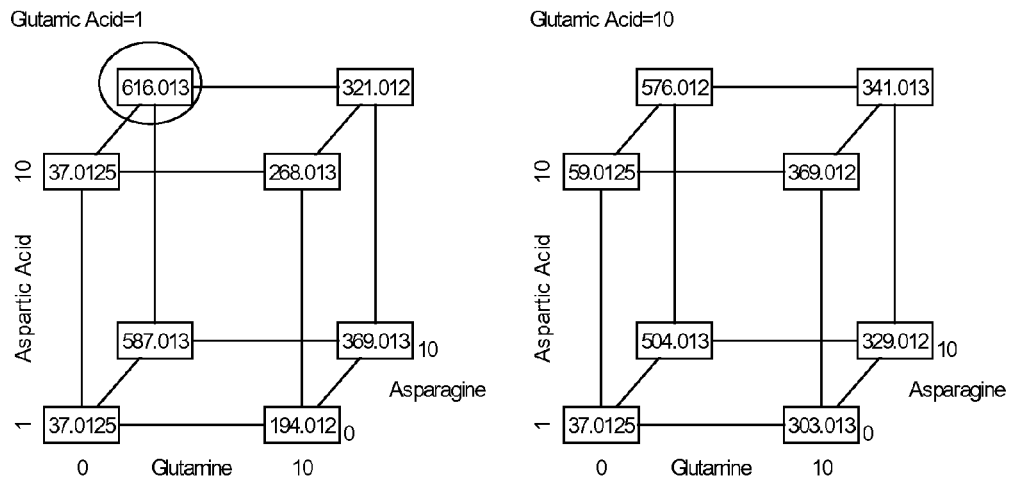 Glutamic Acid=1 Glutamic Acid=10
616.013 321.012 576.012 341.013
10 37.0125 268.013 10 59.0125 369.012
Aspartic Acid Aspartic Acid
587.013 369.013 10 504.013 329.012 10
Asparagine Asparagine
1 37.0125 194.012 0 1 37.0125 303.013 0
0 Glutamine 10 0 Glutamine 10